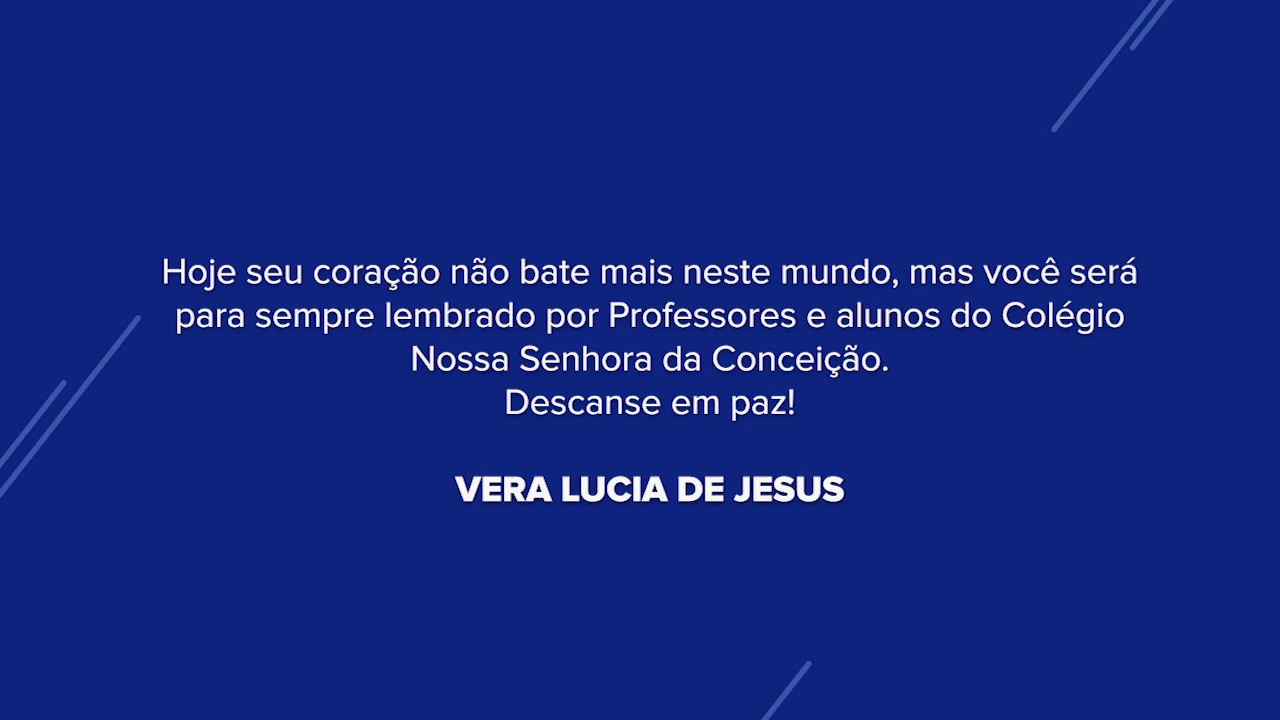 Hoje seu coração não bate mais neste mundo, mas você será
para sempre lembrado por Professores e alunos do Colégio
Nossa Senhora da Conceição.
Descanse em paz!
VERA LUCIA DE JESUS